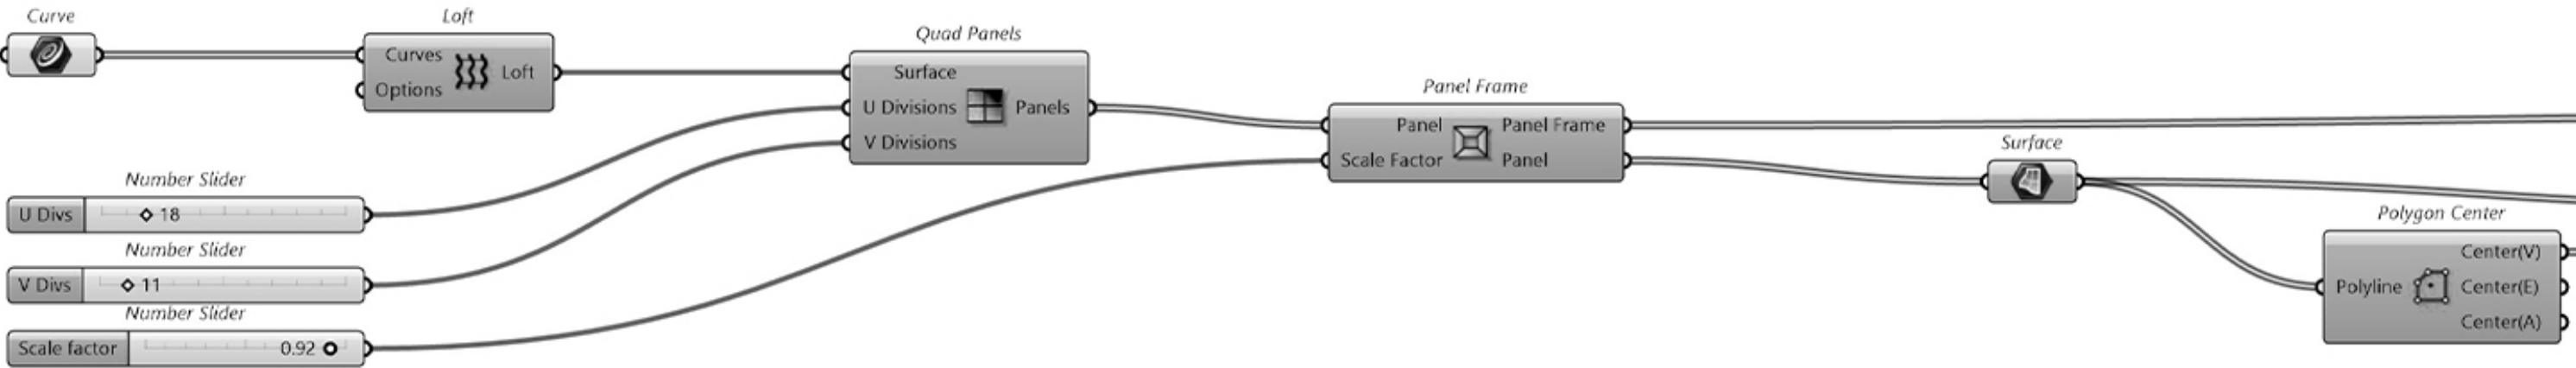 Curve
Loft
Curves
Options
Loft
Quad Panels
Surface
U Divisions
V Divisions
Panels
Panel Frame
Panel
Scale Factor
Panel Frame
Panel
Surface
Number Slider
U Divs
18
Number Slider
V Divs
11
Number Slider
Scale factor
0.92
Polygon Center
Polyline
Center(V)
Center(E)
Center(A)